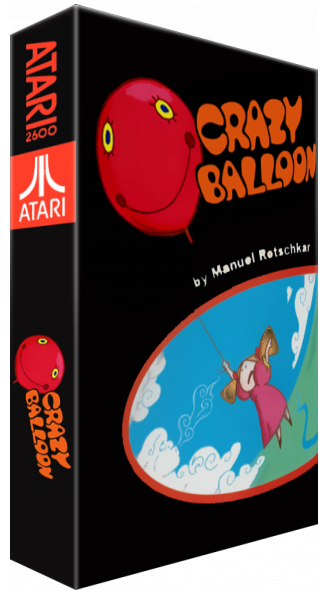 ATARI
2600
ATARI
CRAZY
BALLOON
CRAZY
BALLOON
by Manuel Rotschkar